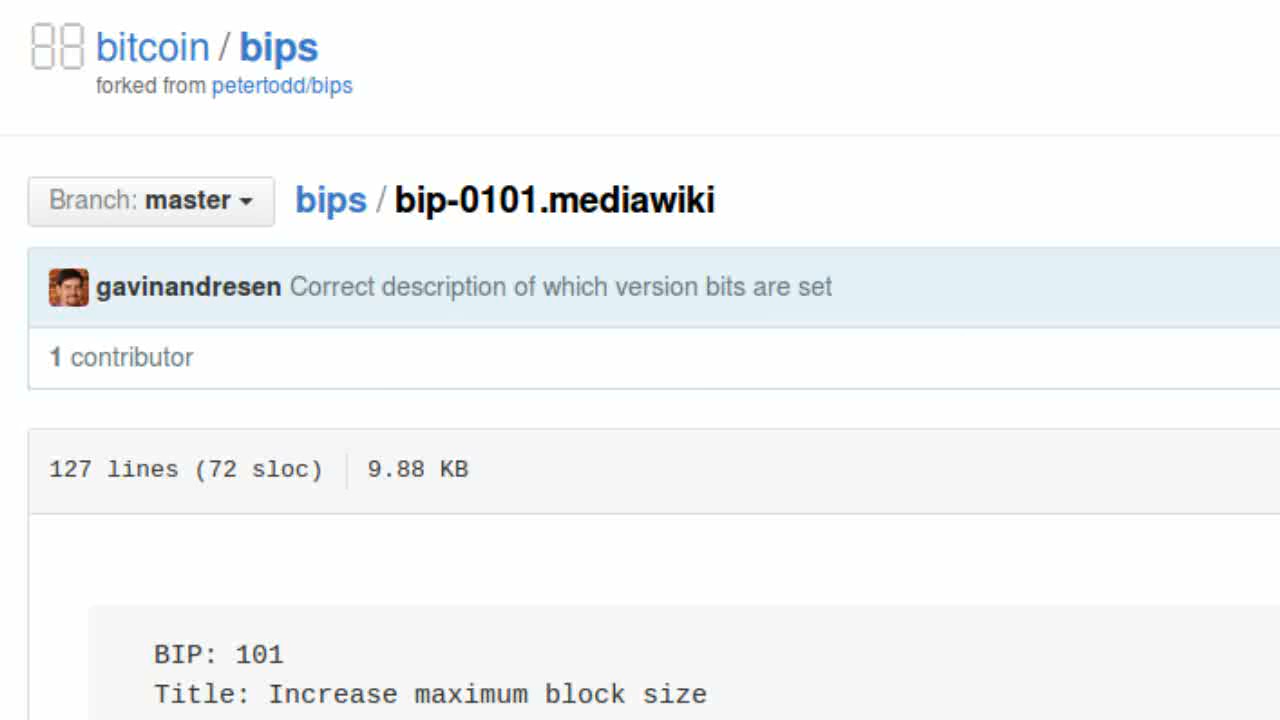 bitcoin / bips
forked from petertodd/bips
Branch: master
bips / bip-0101.mediawiki
gavinandresen Correct description of which version bits are set
1 contributor
127 lines (72 sloc) 9.88 KB
BIP: 101
Title: Increase maximum block size